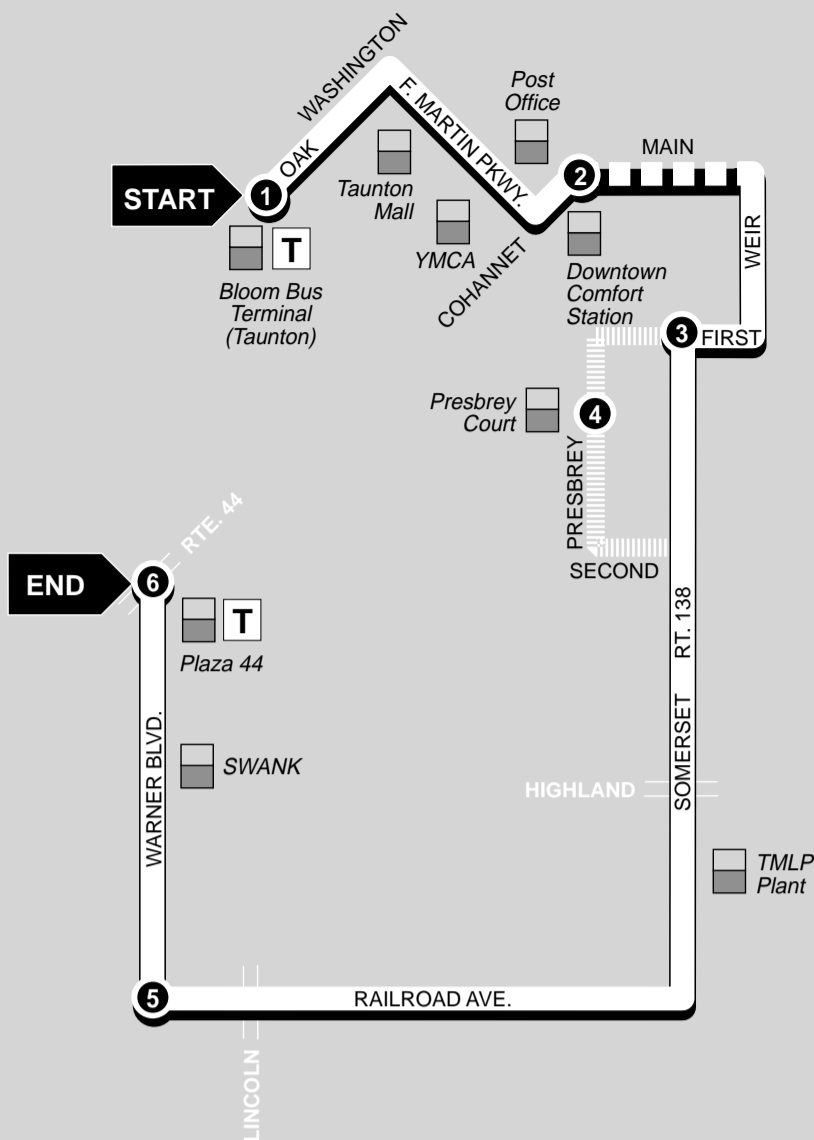 WASHINGTON
OAK
F. MARTIN PKWY.
Post
Office
MAIN
START
1
2
Taunton
Mall
YMCA
COHANNET
WEIR
T
Bloom Bus
Terminal
(Taunton)
Downtown
Comfort
Station
3
FIRST
Presbrey
Court
4
PRESBREY
SECOND
RTE. 44
END
6
T
Plaza 44
RT. 138
SOMERSET
WARNER BLVD.
SWANK
HIGHLAND
TMLP
Plant
5
RAILROAD AVE.
LINCOLN